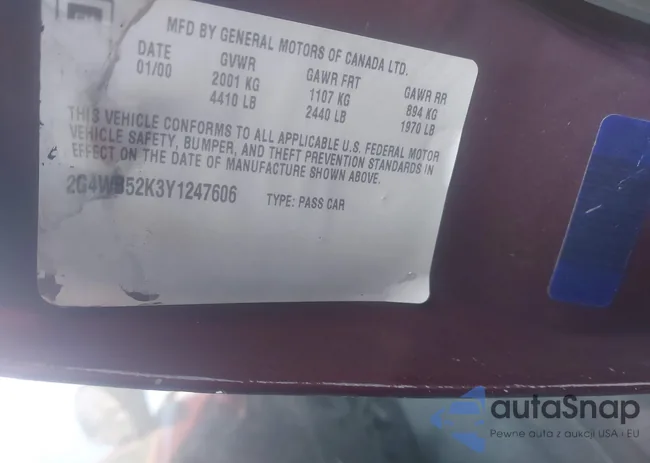 GM
MFD BY GENERAL MOTORS OF CANADA LTD.
DATE GVWR GAWR FRT GAWR RR
01/00 2001 KG 1107 KG 894 KG
4410 LB 2440 LB 1970 LB
THIS VEHICLE CONFORMS TO ALL APPLICABLE U.S. FEDERAL MOTOR
VEHICLE SAFETY, BUMPER, AND THEFT PREVENTION STANDARDS IN
EFFECT ON THE DATE OF MANUFACTURE SHOWN ABOVE.
2G4WB52K3Y1247606 TYPE: PASS CAR
autaSnap
Pewne auta z aukcji USA i EU